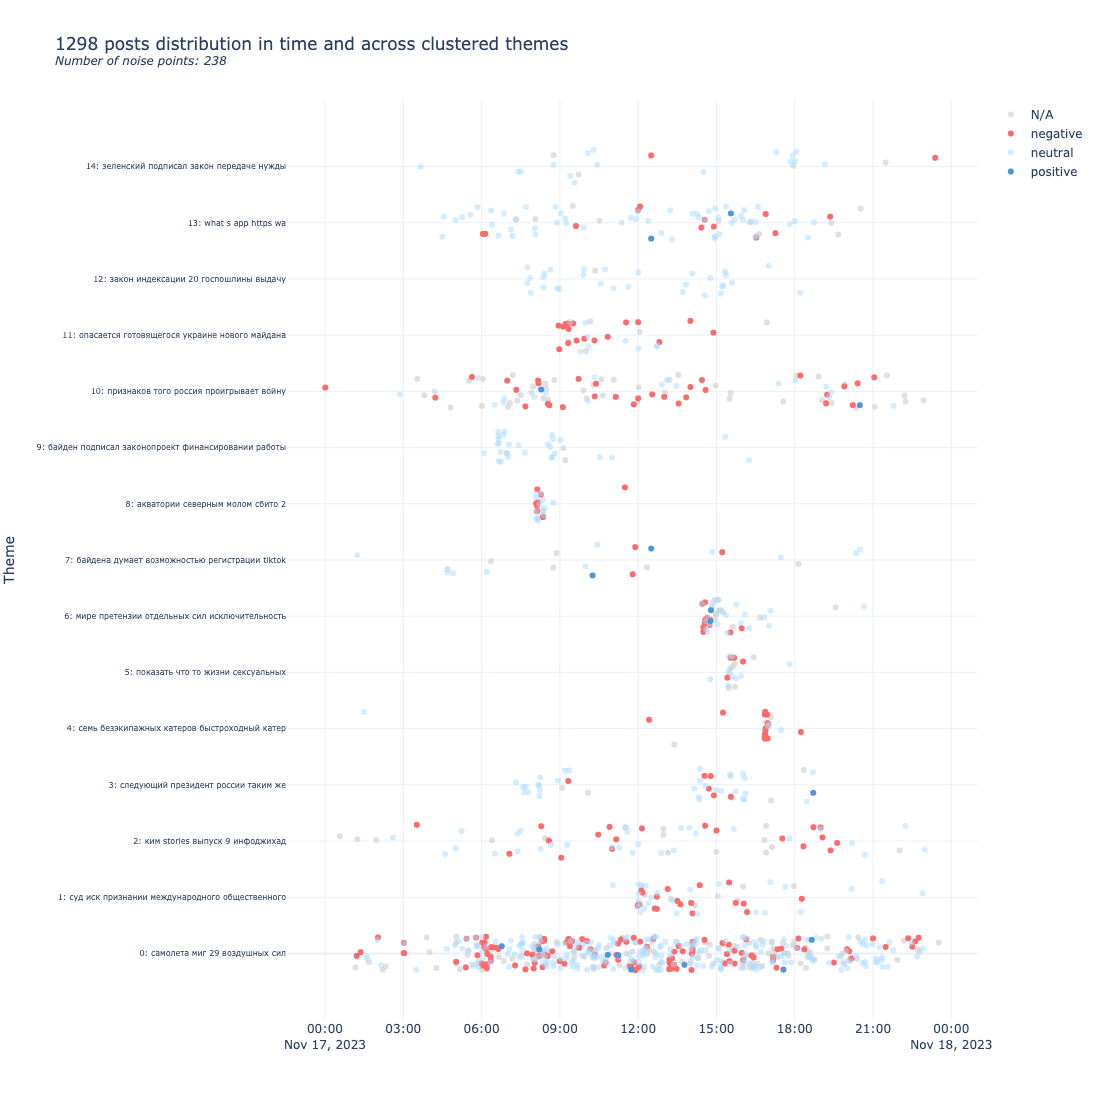 1298 posts distribution in time and across clustered themes
Number of noise points: 238
N/A
negative
neutral
positive
14: зеленский подписал закон передаче нужды
13: what s app https wa
12: закон индексации 20 госпошлины выдачу
11: опасается готовящегося украине нового майдана
10: признаков того россия проигрывает войну
9: байден подписал законопроект финансировании работы
8: акватории северным молом сбито 2
7: байдена думает возможностью регистрации tiktok
6: мире претензии отдельных сил исключительность
5: показать что то жизни сексуальных
4: семь безэкипажных катеров быстроходный катер
3: следующий президент россии таким же
2: ким stories выпуск 9 инфоджихад
1: суд иск признании международного общественного
0: самолета миг 29 воздушных сил
Theme
00:00 03:00 06:00 09:00 12:00 15:00 18:00 21:00 00:00
Nov 17, 2023 Nov 18, 2023